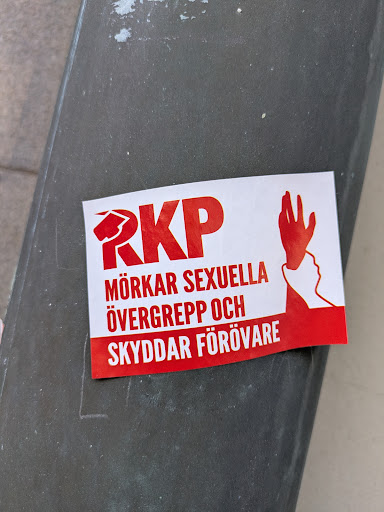 RKP
MÖRKAR SEXUELLA
ÖVERGREPP OCH
SKYDDAR FÖRÖVARE